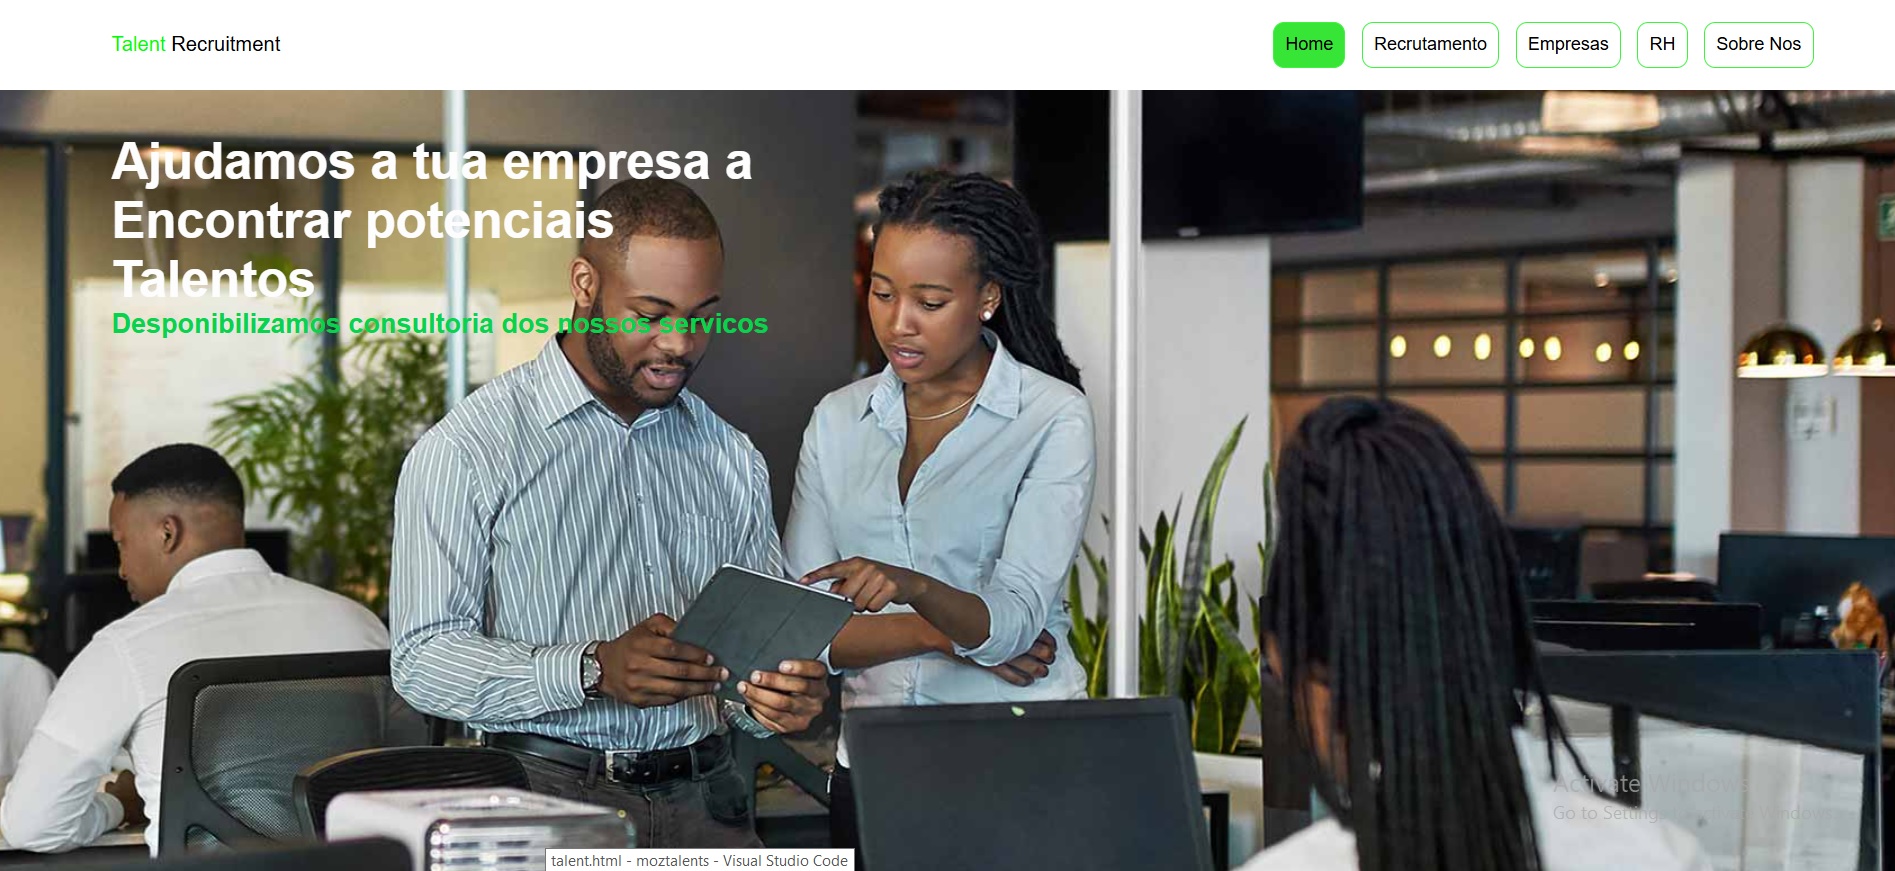 Talent Recruitment
Home
Recrutamento
Empresas
RH
Sobre Nos
Ajudamos a tua empresa a
Encontrar potenciais
Talentos
Desponibilizamos consultoria dos nossos servicos
Activate Windows
Go to Settings to activate Windows.
talent.html - moztalents - Visual Studio Code